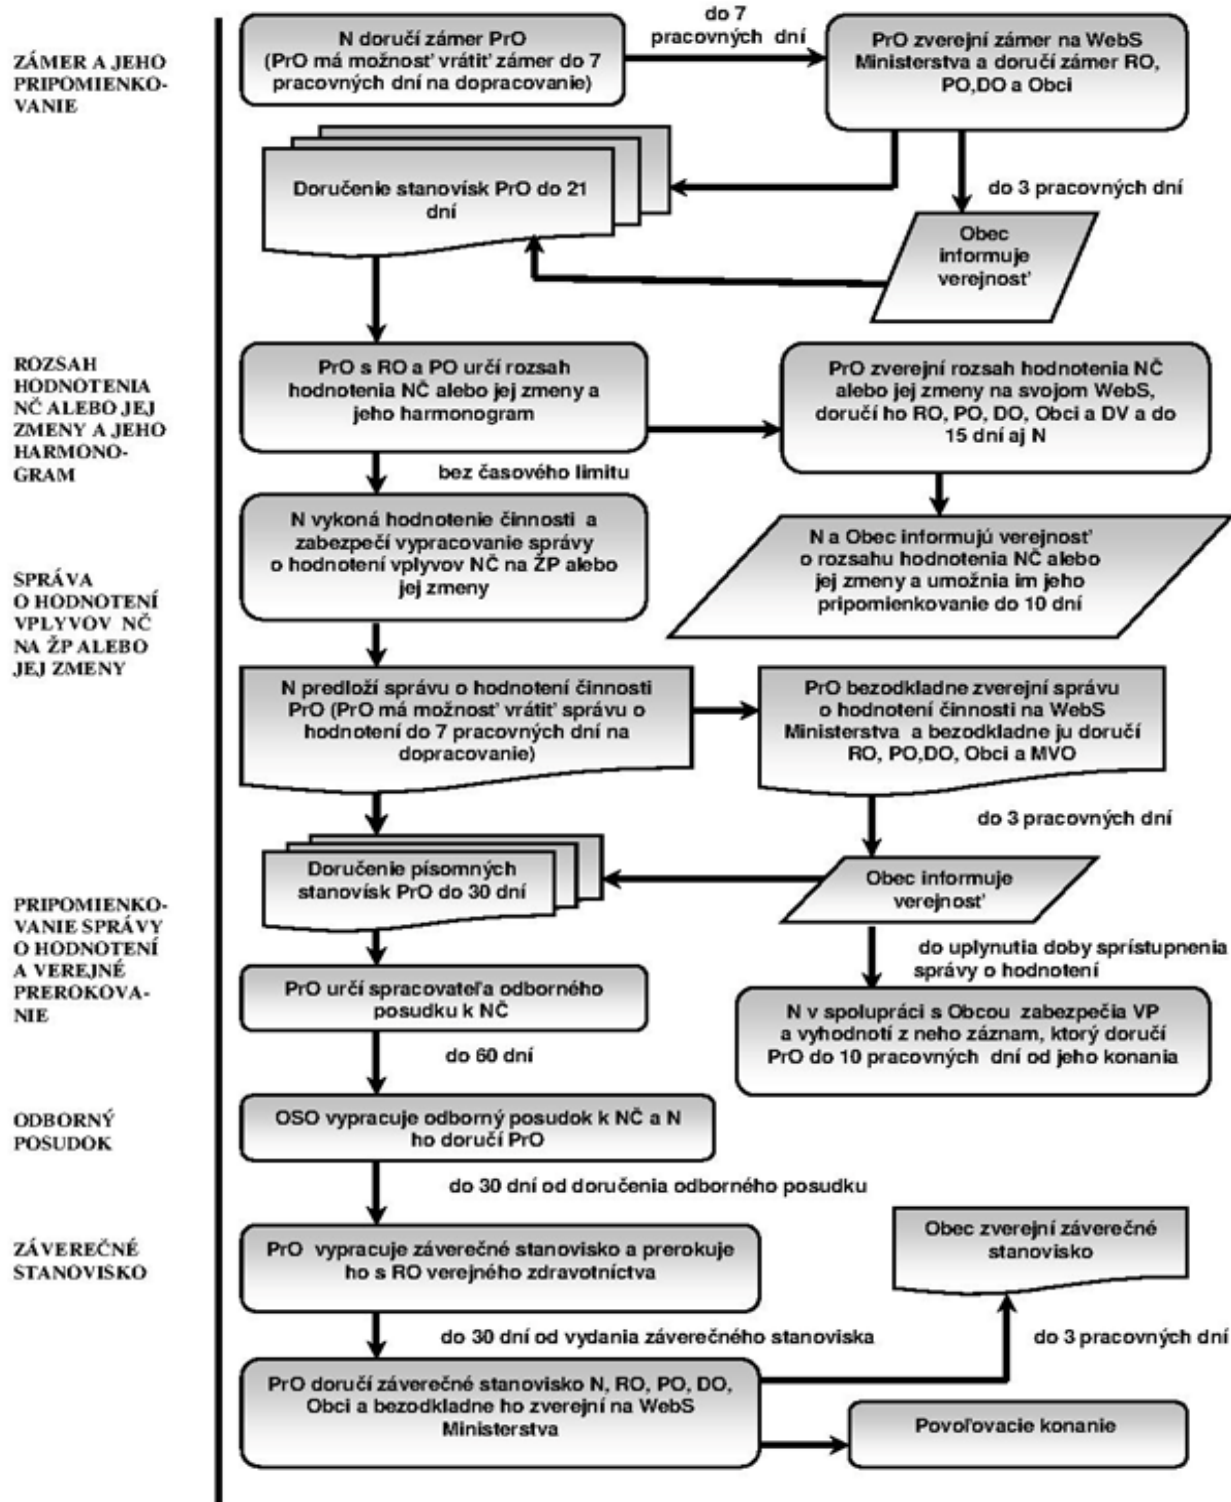 ZÁMER A JEHO
PRIPOMIENKO-
VANIE
N doručí zámer PrO
(PrO má možnosť vrátiť zámer do 7
pracovných dní na dopracovanie)
do 7
pracovných dní
PrO zverejní zámer na WebS
Ministerstva a doručí zámer RO,
PO,DO a Obci
Doručenie stanovísk PrO do 21
dní
do 3 pracovných dní
Obec
informuje
verejnosť
ROZSAH
HODNOTENIA
NČ ALEBO JEJ
ZMENY A JEHO
HARMONO-
GRAM
PrO s RO a PO určí rozsah
hodnotenia NČ alebo jej zmeny a
jeho harmonogram
PrO zverejní rozsah hodnotenia NČ
alebo jej zmeny na svojom WebS,
doručí ho RO, PO, DO, Obci a DV a do
15 dní aj N
bez časového limitu
N vykoná hodnotenie činnosti a
zabezpečí vypracovanie správy
o hodnotení vplyvov NČ na ŽP alebo
jej zmeny
N a Obec informujú verejnosť
o rozsahu hodnotenia NČ alebo
jej zmeny a umožnia im jeho
pripomienkovanie do 10 dní
SPRÁVA
O HODNOTENÍ
VPLYVOV NČ
NA ŽP ALEBO
JEJ ZMENY
N predloží správu o hodnotení činnosti
PrO (PrO má možnosť vrátiť správu o
hodnotení do 7 pracovných dní na
dopracovanie)
PrO bezodkladne zverejní správu
o hodnotení činnosti na WebS
Ministerstva a bezodkladne ju doručí
RO, PO,DO, Obci a MVO
do 3 pracovných dní
Doručenie písomných
stanovísk PrO do 30 dní
Obec informuje
verejnosť
PRIPOMIENKO-
VANIE SPRÁVY
O HODNOTENÍ
A VEREJNÉ
PREROKOVA-
NIE
do uplynutia doby sprístupnenia
správy o hodnotení
PrO určí spracovateľa odborného
posudku k NČ
N v spolupráci s Obcou zabezpečia VP
a vyhodnotí z neho záznam, ktorý doručí
PrO do 10 pracovných dní od jeho konania
do 60 dní
ODBORNÝ
POSUDOK
OSO vypracuje odborný posudok k NČ a N
ho doručí PrO
do 30 dní od doručenia odborného posudku
ZÁVEREČNÉ
STANOVISKO
PrO vypracuje záverečné stanovisko a prerokuje
ho s RO verejného zdravotníctva
Obec zverejní záverečné
stanovisko
do 30 dní od vydania záverečného stanoviska
do 3 pracovných dní
PrO doručí záverečné stanovisko N, RO, PO, DO,
Obci a bezodkladne ho zverejní na WebS
Ministerstva
Povoľovacie konanie